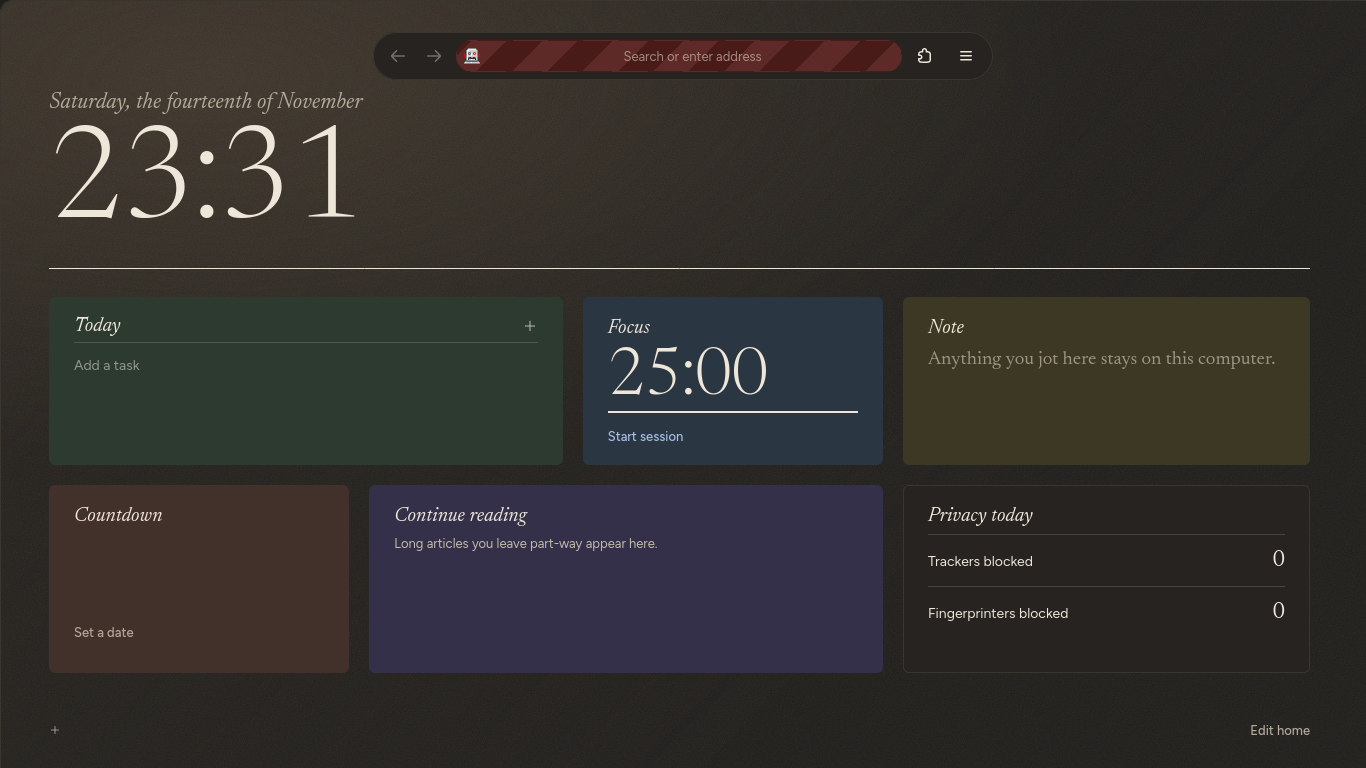 Search or enter address
Saturday, the fourteenth of November
23:31
Today
+
Add a task
Focus
25:00
Start session
Note
Anything you jot here stays on this computer.
Countdown
Set a date
Continue reading
Long articles you leave part-way appear here.
Privacy today
Trackers blocked 0
Fingerprinters blocked 0
+
Edit home